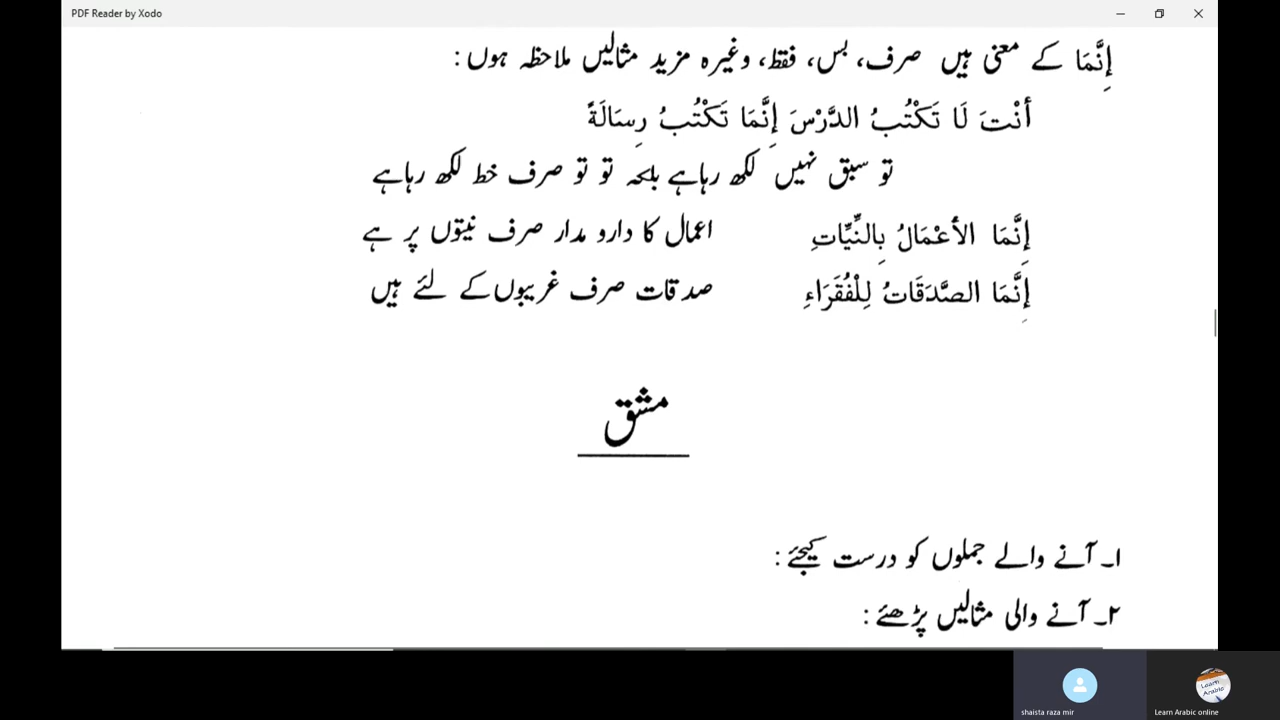 PDF Reader by Xodo
إِنَّمَا کے معنی ہیں صرف، بس، فقط، وغیرہ مزید مثالیں ملاحظہ ہوں:
أَنْتَ لَا تَكْتُبُ الدَّرْسَ إِنَّمَا تَكْتُبُ رِسَالَةً
تو سبق نہیں لکھ رہا ہے بلکہ تو تو صرف خط لکھ رہا ہے
إِنَّمَا الأَعْمَالُ بِالنِّيَّاتِ اعمال کا دارو مدار صرف نیتوں پر ہے
إِنَّمَا الصَّدَقَاتُ لِلْفُقَرَاءِ صدقات صرف غریبوں کے لئے ہیں
مشق
۱۔ آنے والے جملوں کو درست کیجئے:
۲۔ آنے والی مثالیں پڑھئے:
shaista raza mir
Learn Arabic
Learn Arabic online